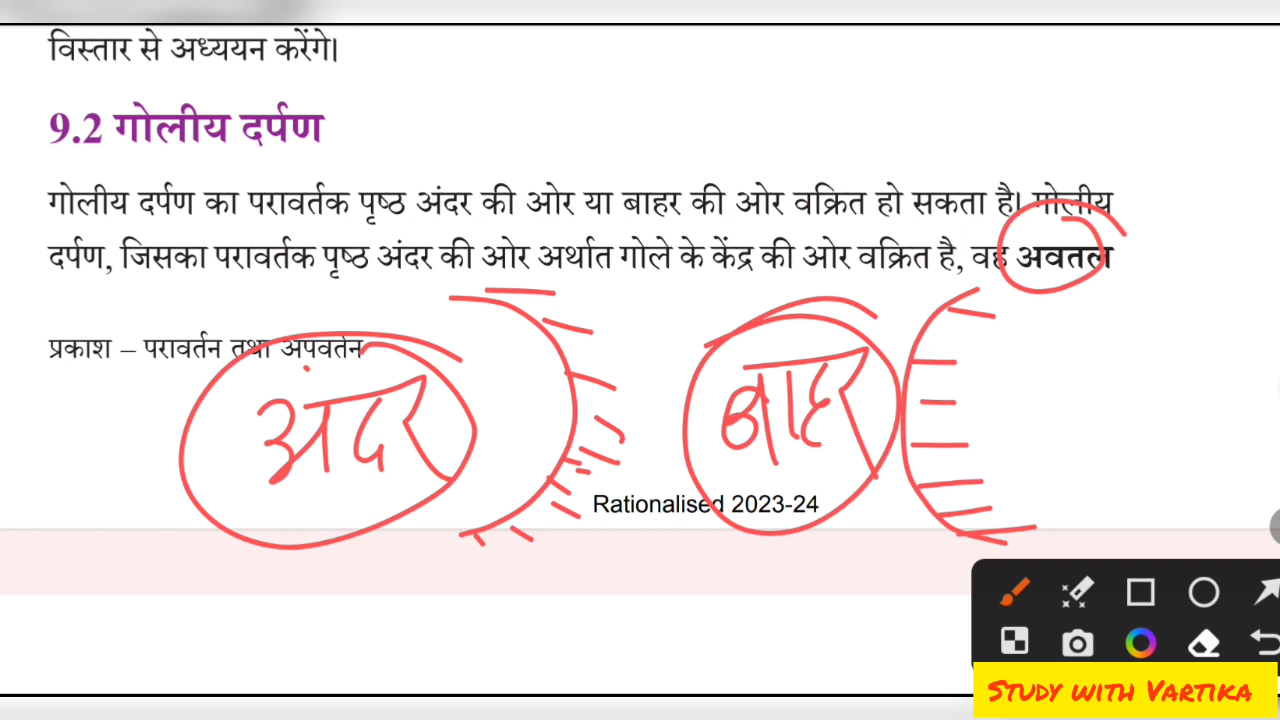 विस्तार से अध्ययन करेंगे।
9.2 गोलीय दर्पण
गोलीय दर्पण का परावर्तक पृष्ठ अंदर की ओर या बाहर की ओर वक्रित हो सकता है। गोलीय
दर्पण, जिसका परावर्तक पृष्ठ अंदर की ओर अर्थात गोले के केंद्र की ओर वक्रित है, वह अवतल
प्रकाश – परावर्तन तथा अपवर्तन
अंदर
बाहर
Rationalised 2023-24
STUDY WITH VARTIKA